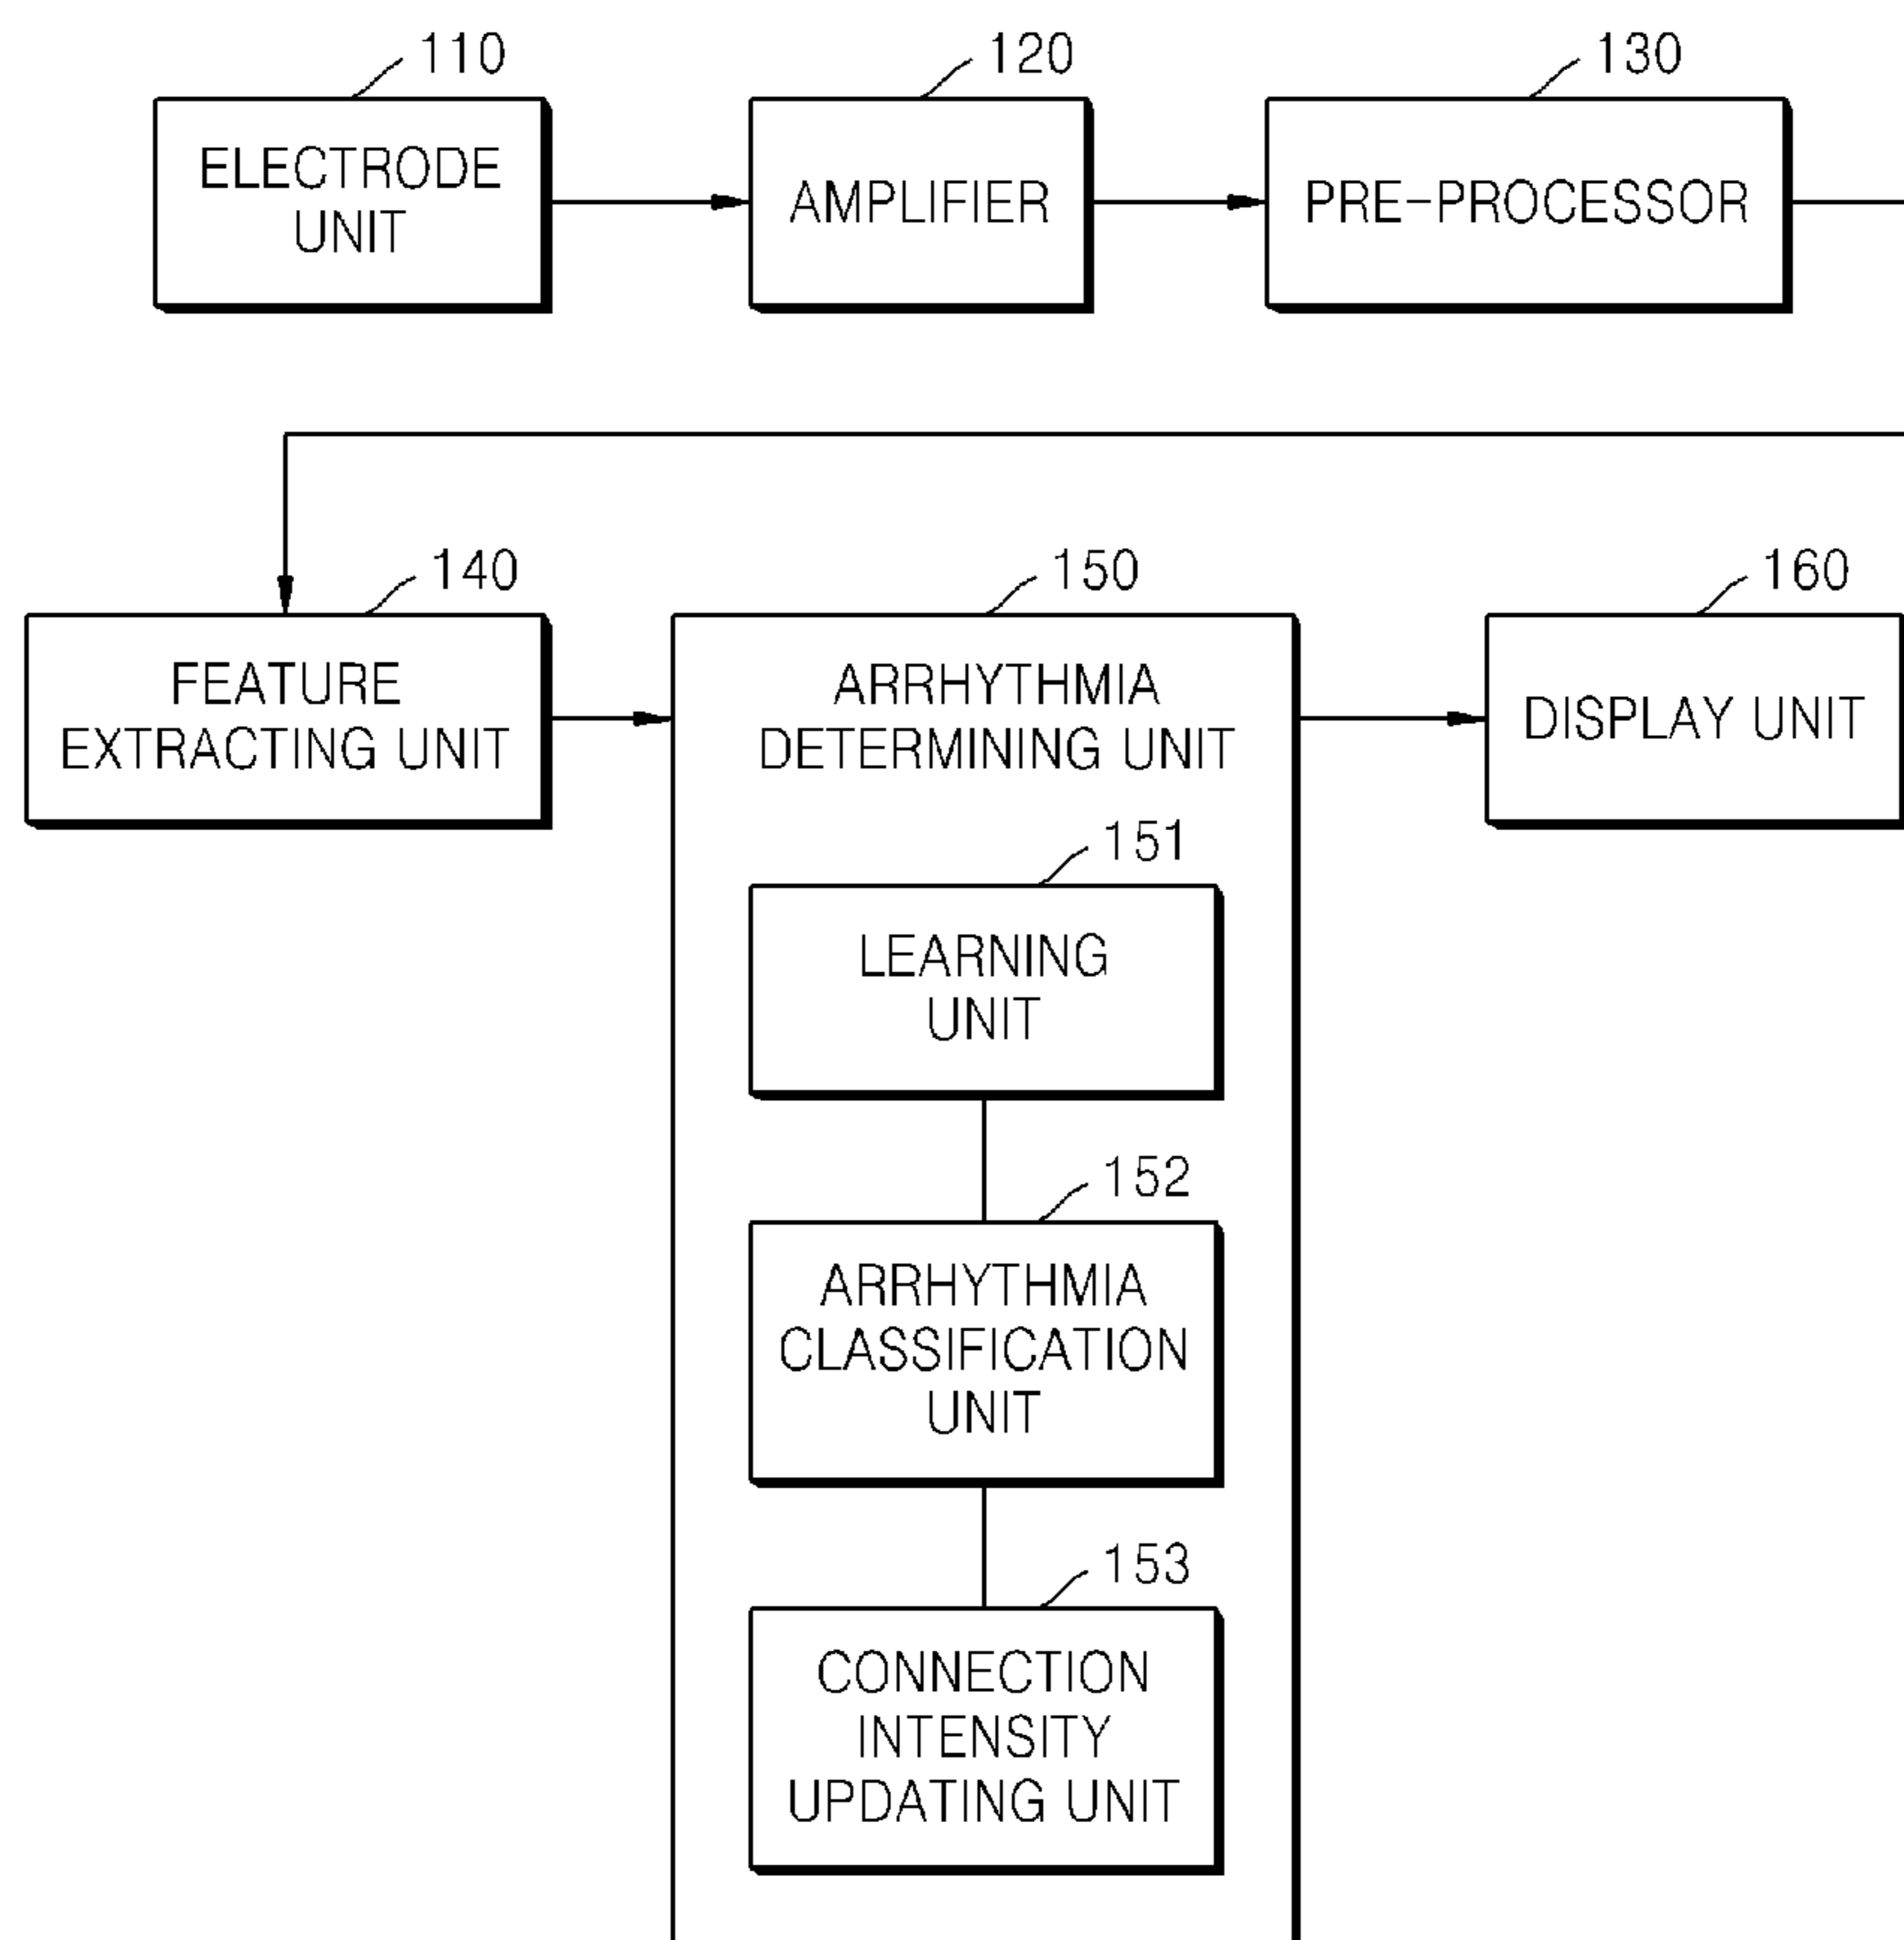 110
120
130
ELECTRODE
UNIT
AMPLIFIER
PRE-PROCESSOR
140
150
160
FEATURE
EXTRACTING UNIT
ARRHYTHMIA
DETERMINING UNIT
DISPLAY UNIT
151
LEARNING
UNIT
152
ARRHYTHMIA
CLASSIFICATION
UNIT
153
CONNECTION
INTENSITY
UPDATING UNIT